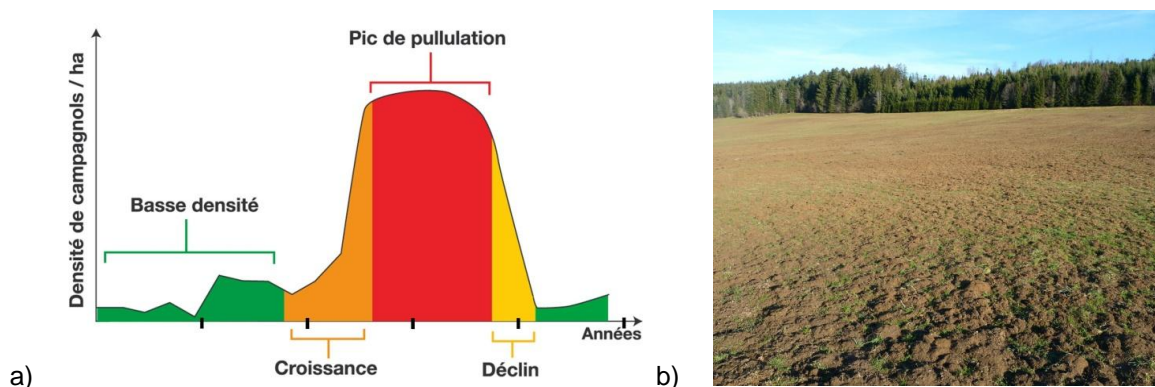 Pic de pullulation
Densité de campagnols / ha
Basse densité
Années
Croissance
Déclin
a)
b)